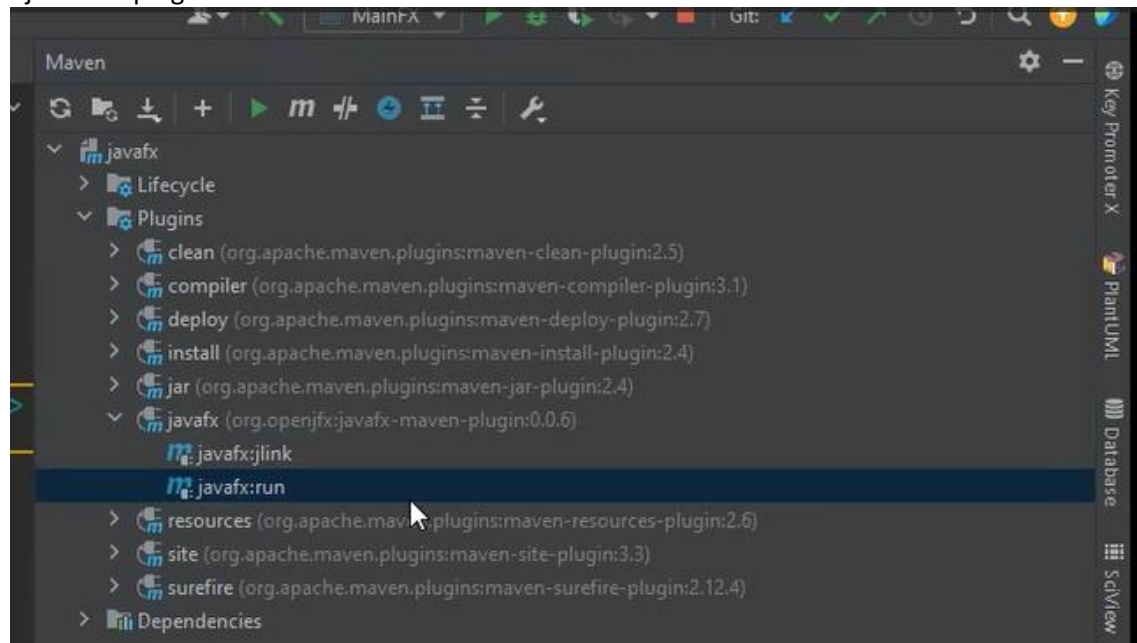 MainFX
Git:
Maven
m
javafx
Lifecycle
Plugins
clean (org.apache.maven.plugins:maven-clean-plugin:2.5)
compiler (org.apache.maven.plugins:maven-compiler-plugin:3.1)
deploy (org.apache.maven.plugins:maven-deploy-plugin:2.7)
install (org.apache.maven.plugins:maven-install-plugin:2.4)
jar (org.apache.maven.plugins:maven-jar-plugin:2.4)
javafx (org.openjfx:javafx-maven-plugin:0.0.6)
javafx:jlink
javafx:run
resources (org.apache.mav plugins:maven-resources-plugin:2.6)
site (org.apache.maven.plugins:maven-site-plugin:3.3)
surefire (org.apache.maven.plugins:maven-surefire-plugin:2.12.4)
Dependencies
Key Promoter X
PlantUML
Database
SciView